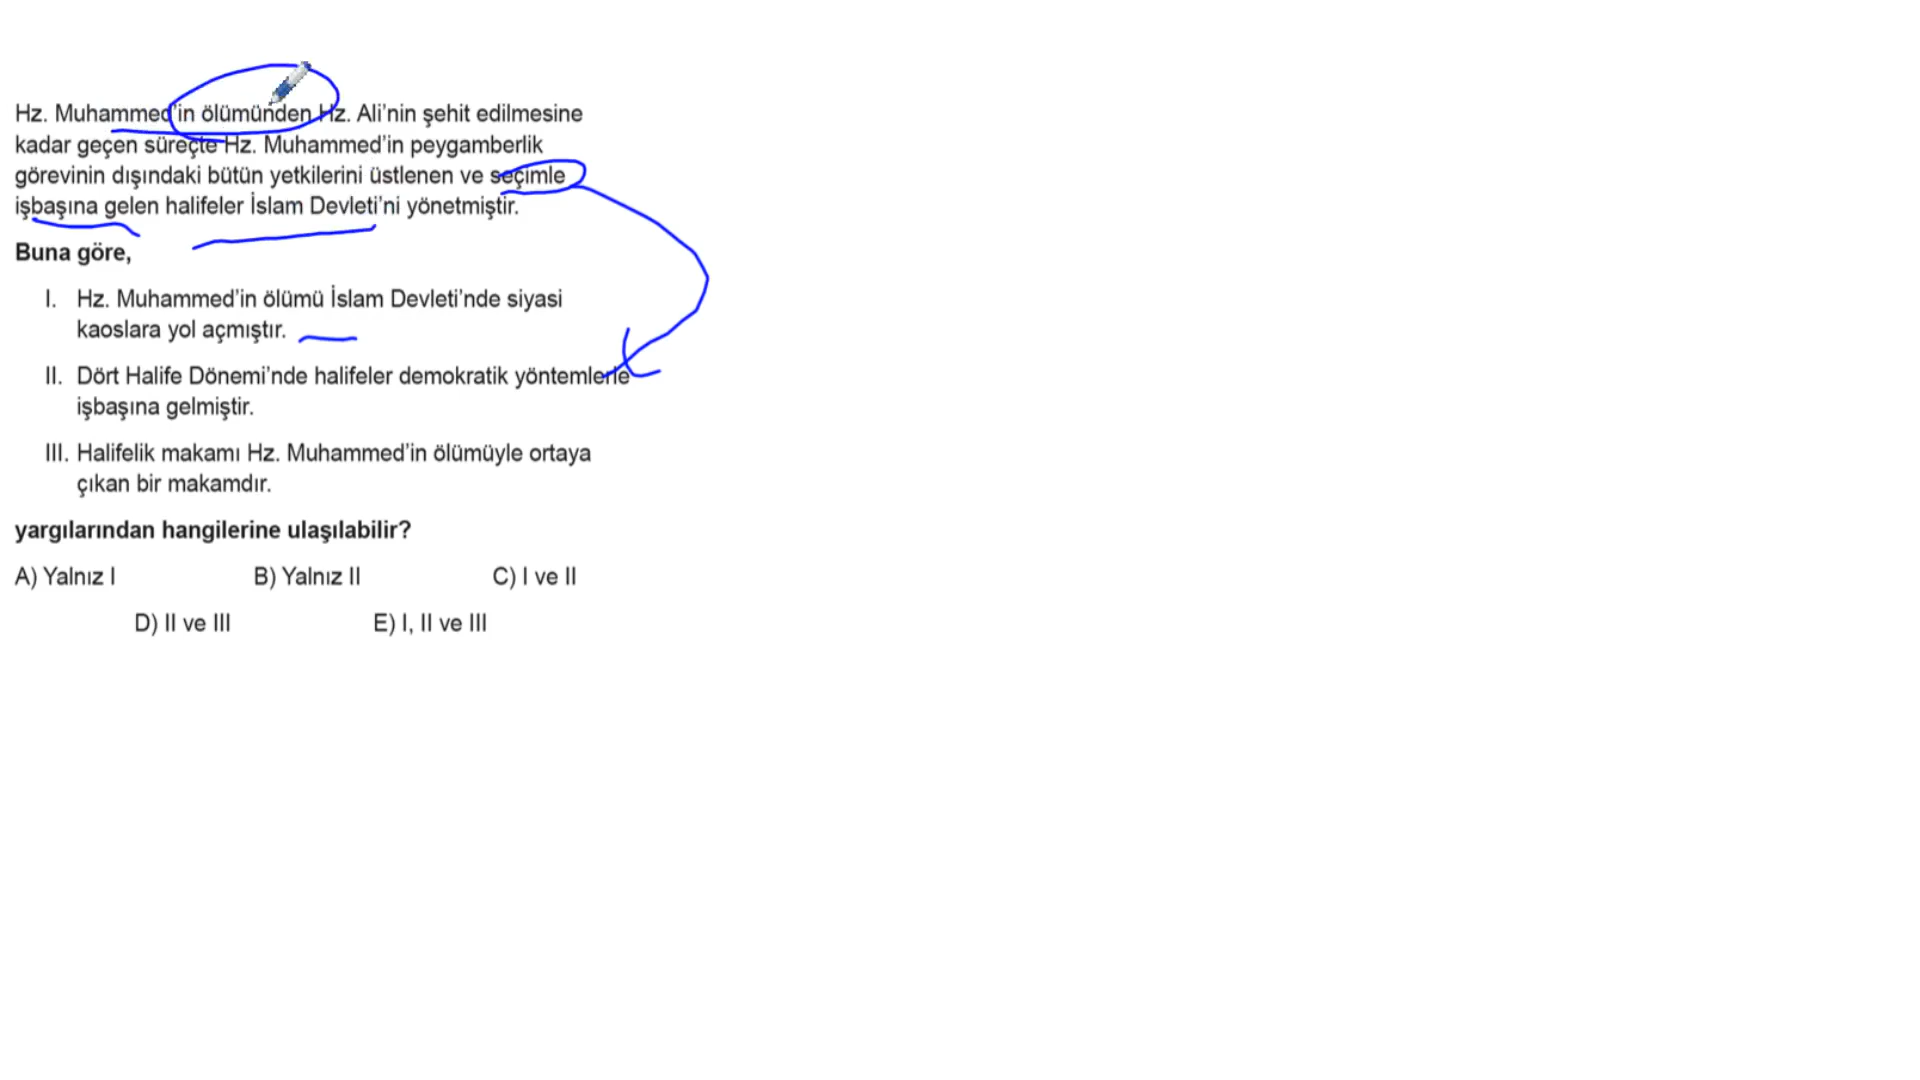 Hz. Muhammed'in ölümünden Hz. Ali'nin şehit edilmesine
kadar geçen süreçte Hz. Muhammed'in peygamberlik
görevinin dışındaki bütün yetkilerini üstlenen ve seçimle
işbaşına gelen halifeler İslam Devleti'ni yönetmiştir.
Buna göre,
I. Hz. Muhammed'in ölümü İslam Devleti'nde siyasi
kaoslara yol açmıştır.
II. Dört Halife Dönemi'nde halifeler demokratik yöntemlerle
işbaşına gelmiştir.
III. Halifelik makamı Hz. Muhammed'in ölümüyle ortaya
çıkan bir makamdır.
yargılarından hangilerine ulaşılabilir?
A) Yalnız I B) Yalnız II C) I ve II
D) II ve III E) I, II ve III